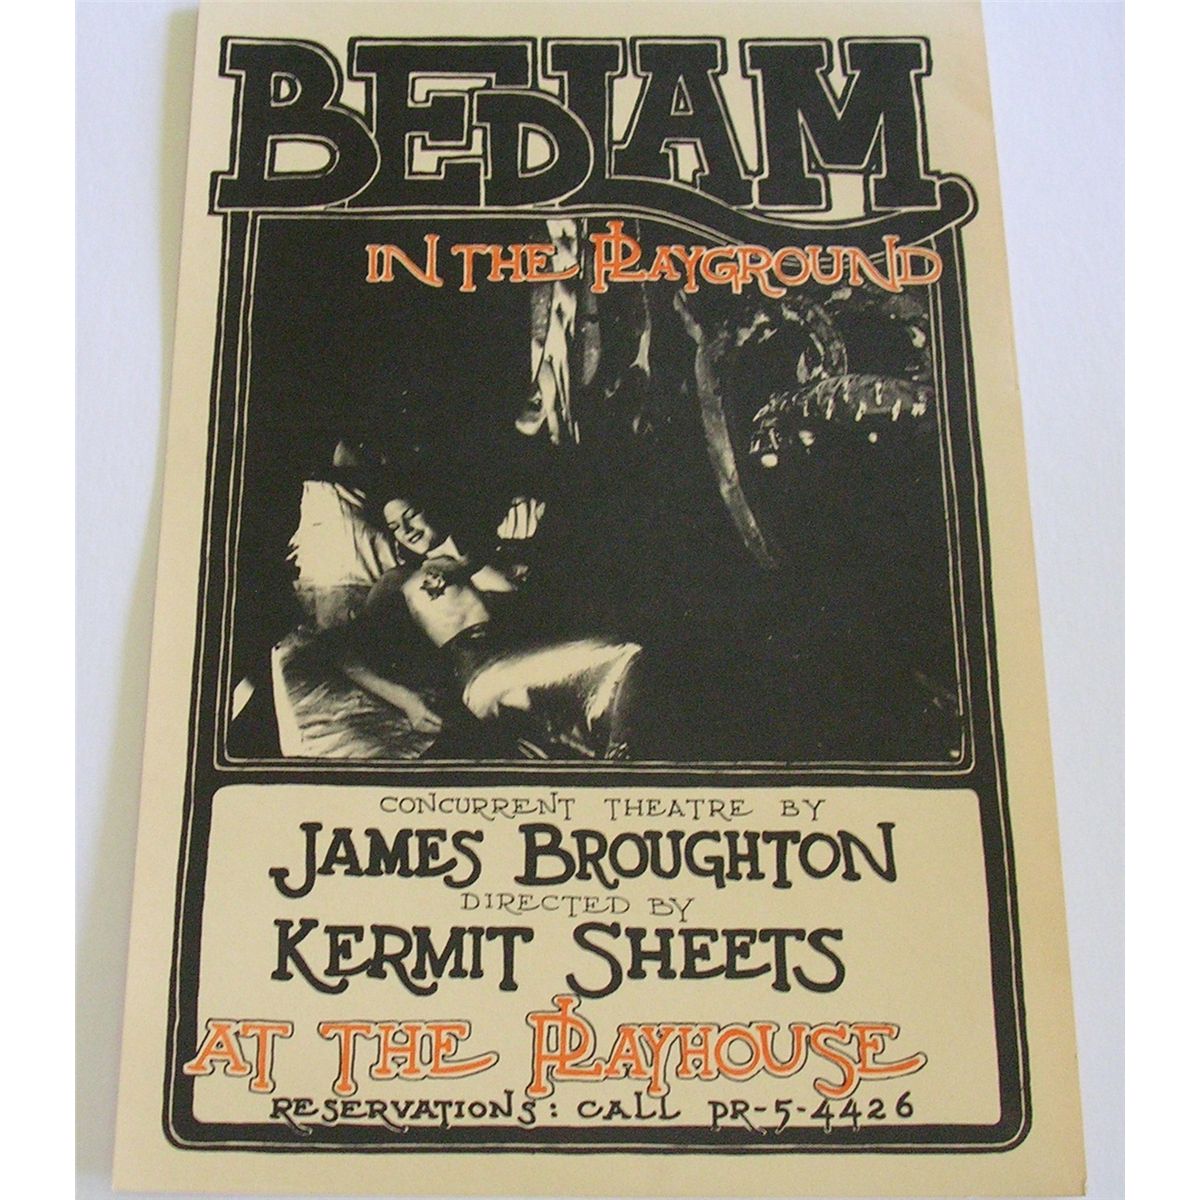 BEDLAM
IN THE PLAYGROUND
CONCURRENT THEATRE BY
JAMES BROUGHTON
DIRECTED BY
KERMIT SHEETS
AT THE PLAYHOUSE
RESERVATIONS: CALL PR-5-4426